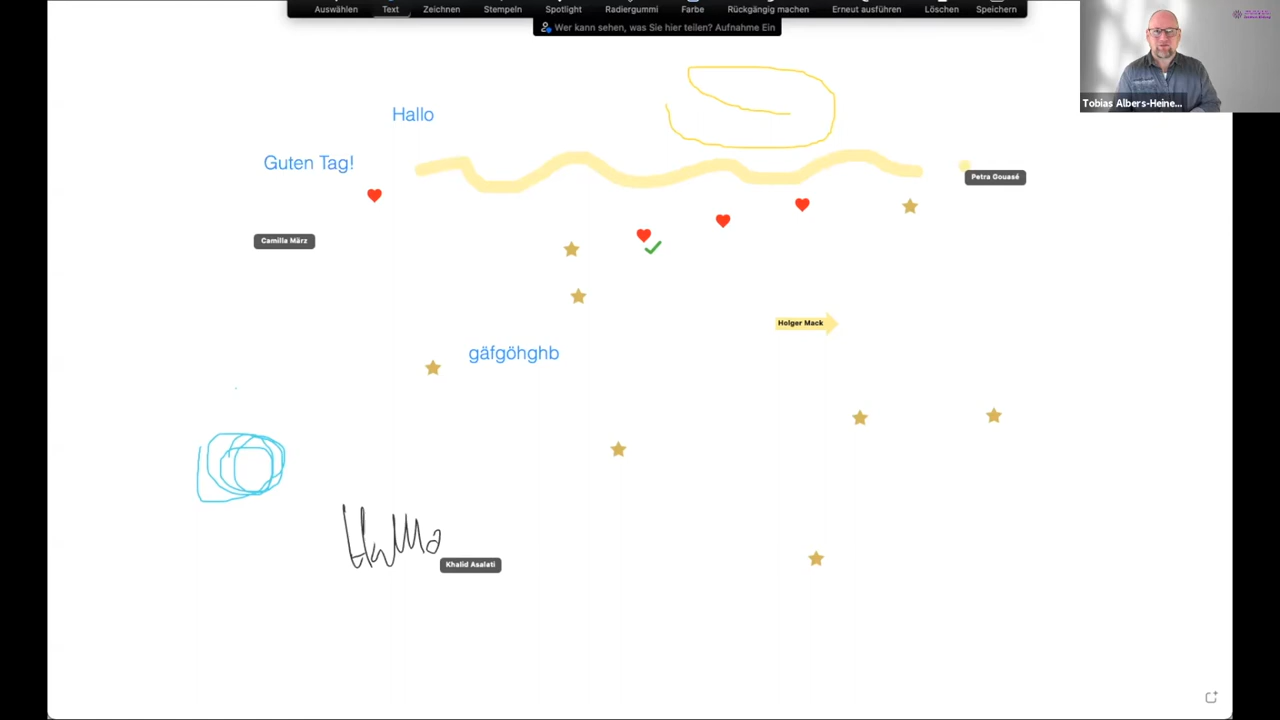 Auswählen Text Zeichnen Stempeln Spotlight Radiergummi Farbe Rückgängig machen Erneut ausführen Löschen Speichern
Wer kann sehen, was Sie hier teilen? Aufnahme Ein
Tobias Albers-Heine...
Hallo
Guten Tag!
Petra Gouasé
Camilla März
Holger Mack
gäfgöhghb
Khalid Asalati